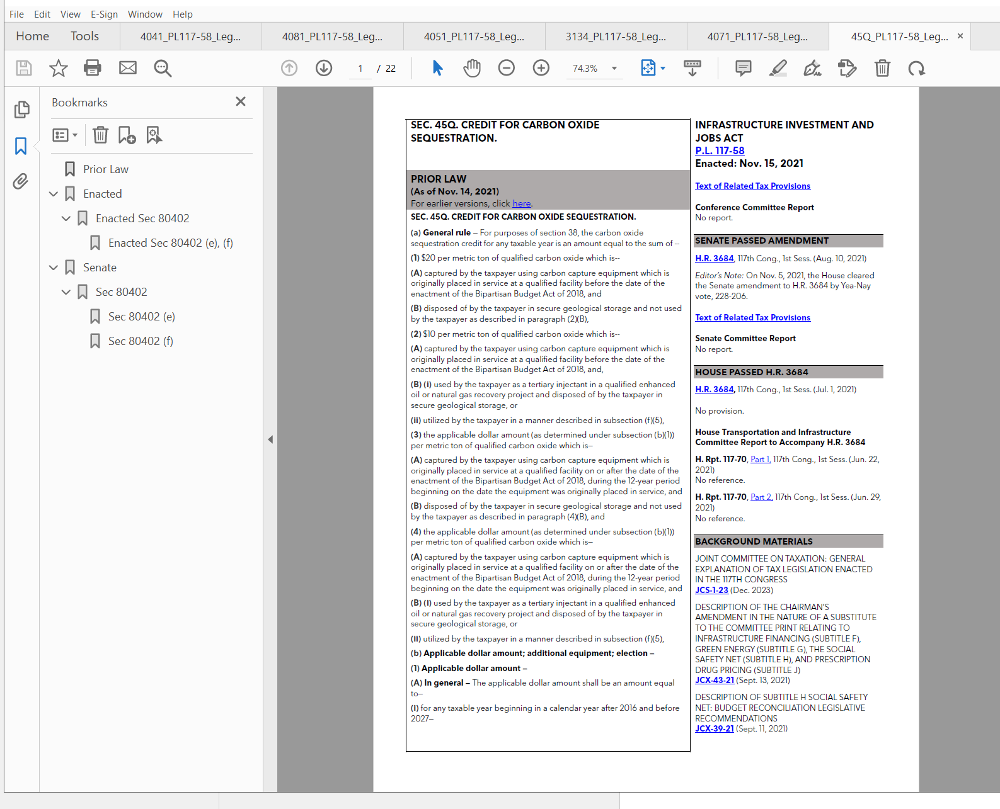 File Edit View E-Sign Window Help
Home Tools 4041_PL117-58_Leg... 4081_PL117-58_Leg... 4051_PL117-58_Leg... 3134_PL117-58_Leg... 4071_PL117-58_Leg... 45Q_PL117-58_Leg... ×
1 / 22 74.3%
Bookmarks
Prior Law
Enacted
Enacted Sec 80402
Enacted Sec 80402 (e), (f)
Senate
Sec 80402
Sec 80402 (e)
Sec 80402 (f)
SEC. 45Q. CREDIT FOR CARBON OXIDE
SEQUESTRATION.
PRIOR LAW
(As of Nov. 14, 2021)
For earlier versions, click here.
SEC. 45Q. CREDIT FOR CARBON OXIDE SEQUESTRATION.
(a) General rule – For purposes of section 38, the carbon oxide
sequestration credit for any taxable year is an amount equal to the sum of --
(1) $20 per metric ton of qualified carbon oxide which is--
(A) captured by the taxpayer using carbon capture equipment which is
originally placed in service at a qualified facility before the date of the
enactment of the Bipartisan Budget Act of 2018, and
(B) disposed of by the taxpayer in secure geological storage and not used
by the taxpayer as described in paragraph (2)(B),
(2) $10 per metric ton of qualified carbon oxide which is--
(A) captured by the taxpayer using carbon capture equipment which is
originally placed in service at a qualified facility before the date of the
enactment of the Bipartisan Budget Act of 2018, and,
(B) (i) used by the taxpayer as a tertiary injectant in a qualified enhanced
oil or natural gas recovery project and disposed of by the taxpayer in
secure geological storage, or
(ii) utilized by the taxpayer in a manner described in subsection (f)(5),
(3) the applicable dollar amount (as determined under subsection (b)(1))
per metric ton of qualified carbon oxide which is–
(A) captured by the taxpayer using carbon capture equipment which is
originally placed in service at a qualified facility on or after the date of the
enactment of the Bipartisan Budget Act of 2018, during the 12-year period
beginning on the date the equipment was originally placed in service, and
(B) disposed of by the taxpayer in secure geological storage and not used
by the taxpayer as described in paragraph (4)(B), and
(4) the applicable dollar amount (as determined under subsection (b)(1))
per metric ton of qualified carbon oxide which is–
(A) captured by the taxpayer using carbon capture equipment which is
originally placed in service at a qualified facility on or after the date of the
enactment of the Bipartisan Budget Act of 2018, during the 12-year period
beginning on the date the equipment was originally placed in service, and
(B) (i) used by the taxpayer as a tertiary injectant in a qualified enhanced
oil or natural gas recovery project and disposed of by the taxpayer in
secure geological storage, or
(ii) utilized by the taxpayer in a manner described in subsection (f)(5),
(b) Applicable dollar amount; additional equipment; election –
(1) Applicable dollar amount –
(A) In general – The applicable dollar amount shall be an amount equal
to–
(i) for any taxable year beginning in a calendar year after 2016 and before
2027–
INFRASTRUCTURE INVESTMENT AND
JOBS ACT
P.L. 117-58
Enacted: Nov. 15, 2021
Text of Related Tax Provisions
Conference Committee Report
No report.
SENATE PASSED AMENDMENT
H.R. 3684, 117th Cong., 1st Sess. (Aug. 10, 2021)
Editor's Note: On Nov. 5, 2021, the House cleared
the Senate amendment to H.R. 3684 by Yea-Nay
vote, 228-206.
Text of Related Tax Provisions
Senate Committee Report
No report.
HOUSE PASSED H.R. 3684
H.R. 3684, 117th Cong., 1st Sess. (Jul. 1, 2021)
No provision.
House Transportation and Infrastructure
Committee Report to Accompany H.R. 3684
H. Rpt. 117-70, Part 1, 117th Cong., 1st Sess. (Jun. 22,
2021)
No reference.
H. Rpt. 117-70, Part 2, 117th Cong., 1st Sess. (Jun. 29,
2021)
No reference.
BACKGROUND MATERIALS
JOINT COMMITTEE ON TAXATION: GENERAL
EXPLANATION OF TAX LEGISLATION ENACTED
IN THE 117TH CONGRESS
JCS-1-23 (Dec. 2023)
DESCRIPTION OF THE CHAIRMAN'S
AMENDMENT IN THE NATURE OF A SUBSTITUTE
TO THE COMMITTEE PRINT RELATING TO
INFRASTRUCTURE FINANCING (SUBTITLE F),
GREEN ENERGY (SUBTITLE G), THE SOCIAL
SAFETY NET (SUBTITLE H), AND PRESCRIPTION
DRUG PRICING (SUBTITLE J)
JCX-43-21 (Sept. 13, 2021)
DESCRIPTION OF SUBTITLE H SOCIAL SAFETY
NET: BUDGET RECONCILIATION LEGISLATIVE
RECOMMENDATIONS
JCX-39-21 (Sept. 11, 2021)